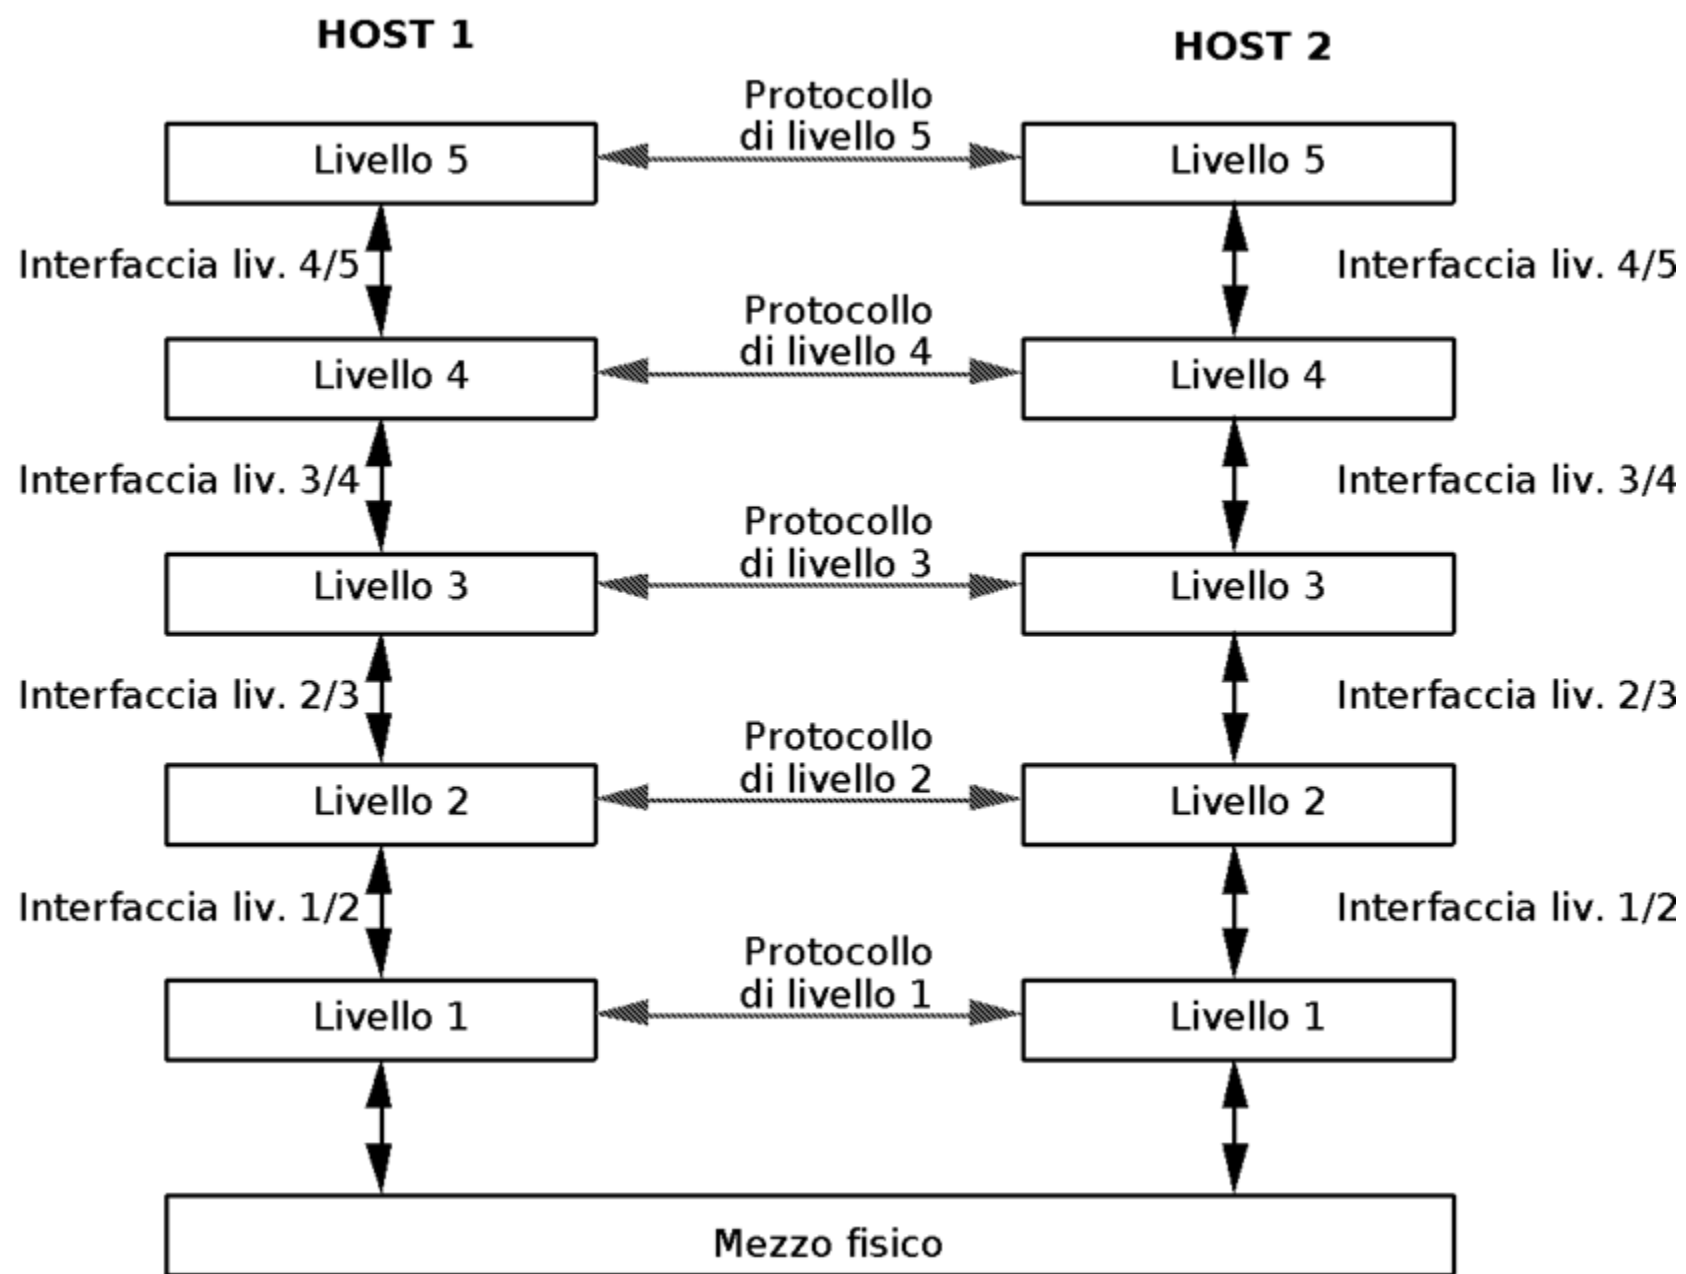 HOST 1
HOST 2
Protocollo
di livello 5
Livello 5
Livello 5
Interfaccia liv. 4/5
Interfaccia liv. 4/5
Protocollo
di livello 4
Livello 4
Livello 4
Interfaccia liv. 3/4
Interfaccia liv. 3/4
Protocollo
di livello 3
Livello 3
Livello 3
Interfaccia liv. 2/3
Interfaccia liv. 2/3
Protocollo
di livello 2
Livello 2
Livello 2
Interfaccia liv. 1/2
Interfaccia liv. 1/2
Protocollo
di livello 1
Livello 1
Livello 1
Mezzo fisico